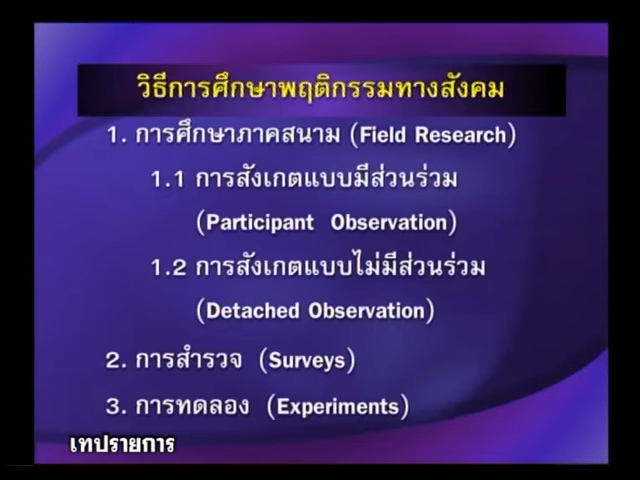 วิธีการศึกษาพฤติกรรมทางสังคม
1. การศึกษาภาคสนาม (Field Research)
1.1 การสังเกตแบบมีส่วนร่วม
(Participant Observation)
1.2 การสังเกตแบบไม่มีส่วนร่วม
(Detached Observation)
2. การสำรวจ (Surveys)
3. การทดลอง (Experiments)
เทปรายการ